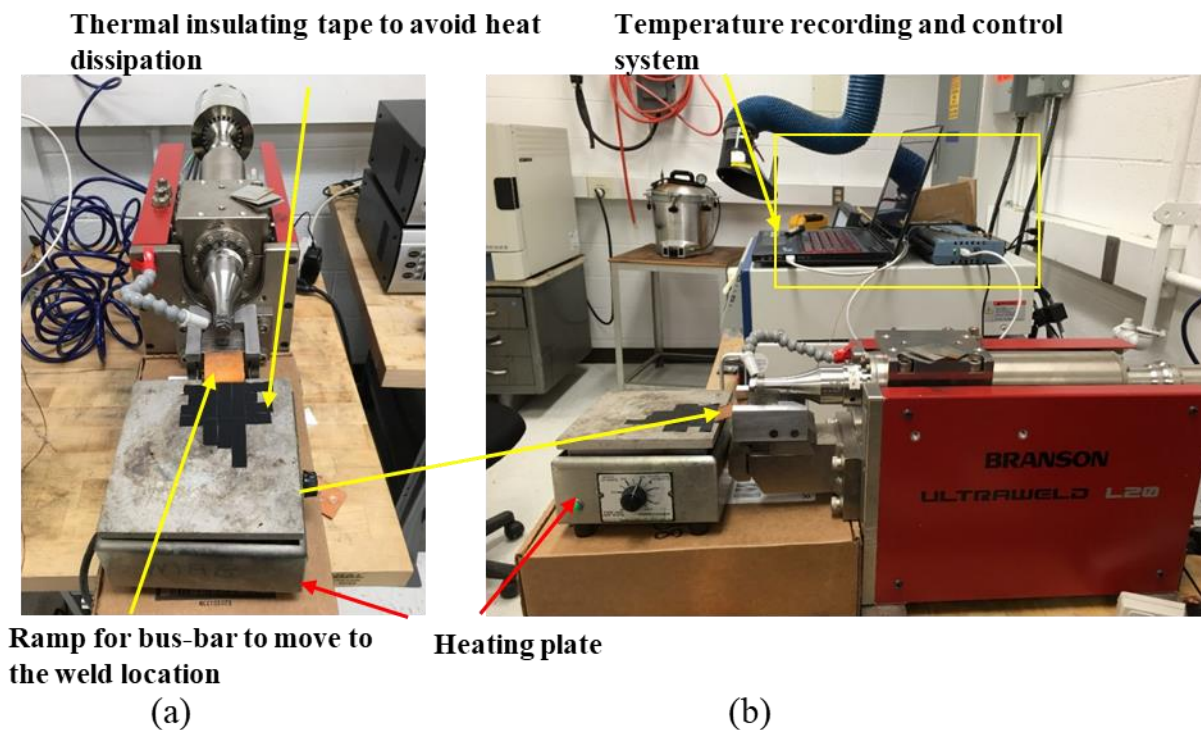 Thermal insulating tape to avoid heat
dissipation
Temperature recording and control
system
BRANSON
ULTRAWELD L20
Ramp for bus-bar to move to
the weld location
Heating plate
(a)
(b)